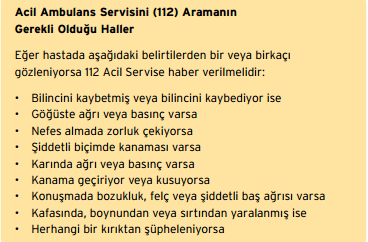 Acil Ambulans Servisini (112) Aramanın
Gerekli Olduğu Haller
Eğer hastada aşağıdaki belirtilerden bir veya birkaçı
gözleniyorsa 112 Acil Servise haber verilmelidir:
• Bilincini kaybetmiş veya bilincini kaybediyor ise
• Göğüste ağrı veya basınç varsa
• Nefes almada zorluk çekiyorsa
• Şiddetli biçimde kanaması varsa
• Karında ağrı veya basınç varsa
• Kanama geçiriyor veya kusuyorsa
• Konuşmada bozukluk, felç veya şiddetli baş ağrısı varsa
• Kafasında, boynundan veya sırtından yaralanmış ise
• Herhangi bir kırıktan şüpheleniyorsa